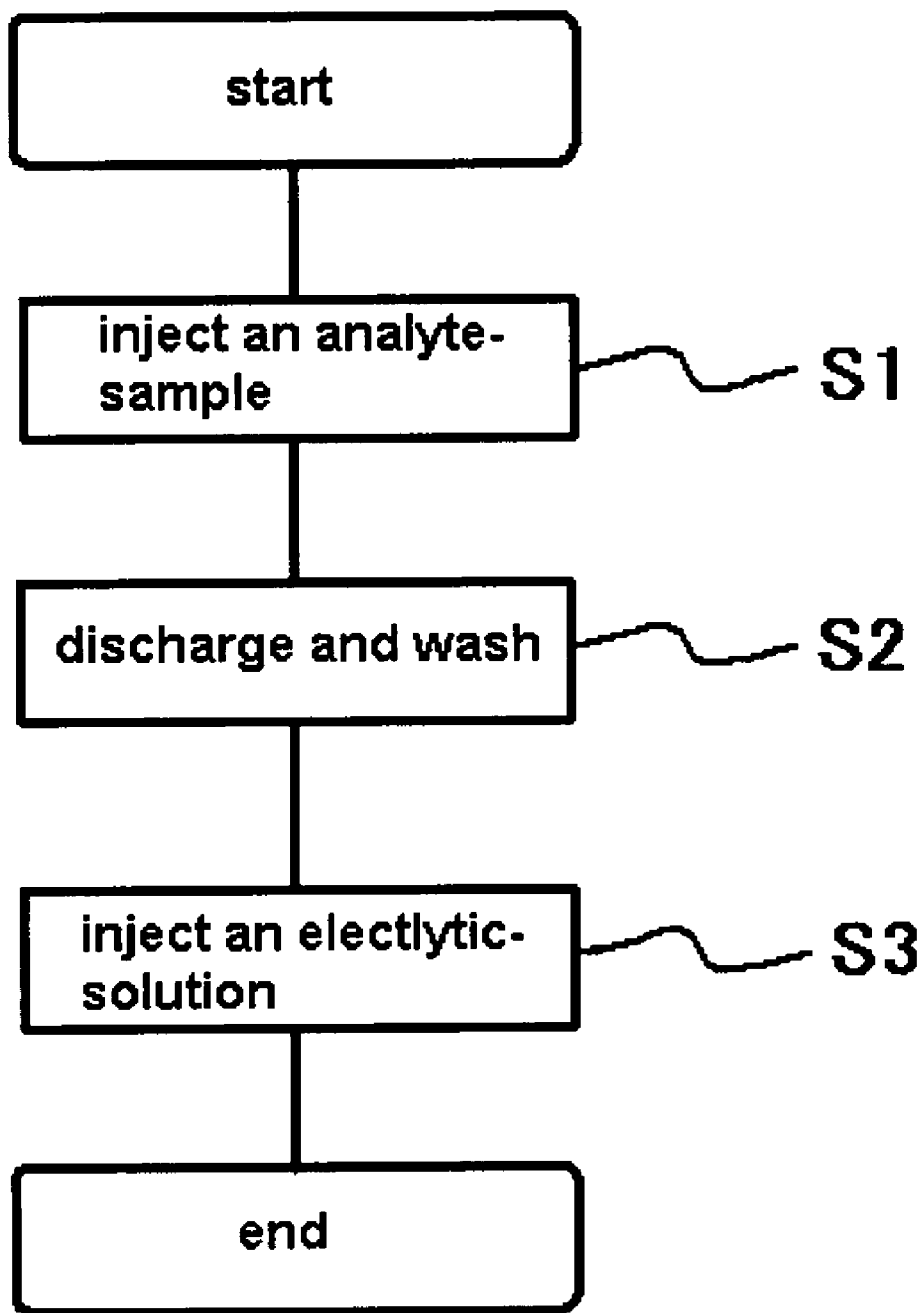 start
inject an analyte-
sample
S1
discharge and wash
S2
inject an electlytic-
solution
S3
end